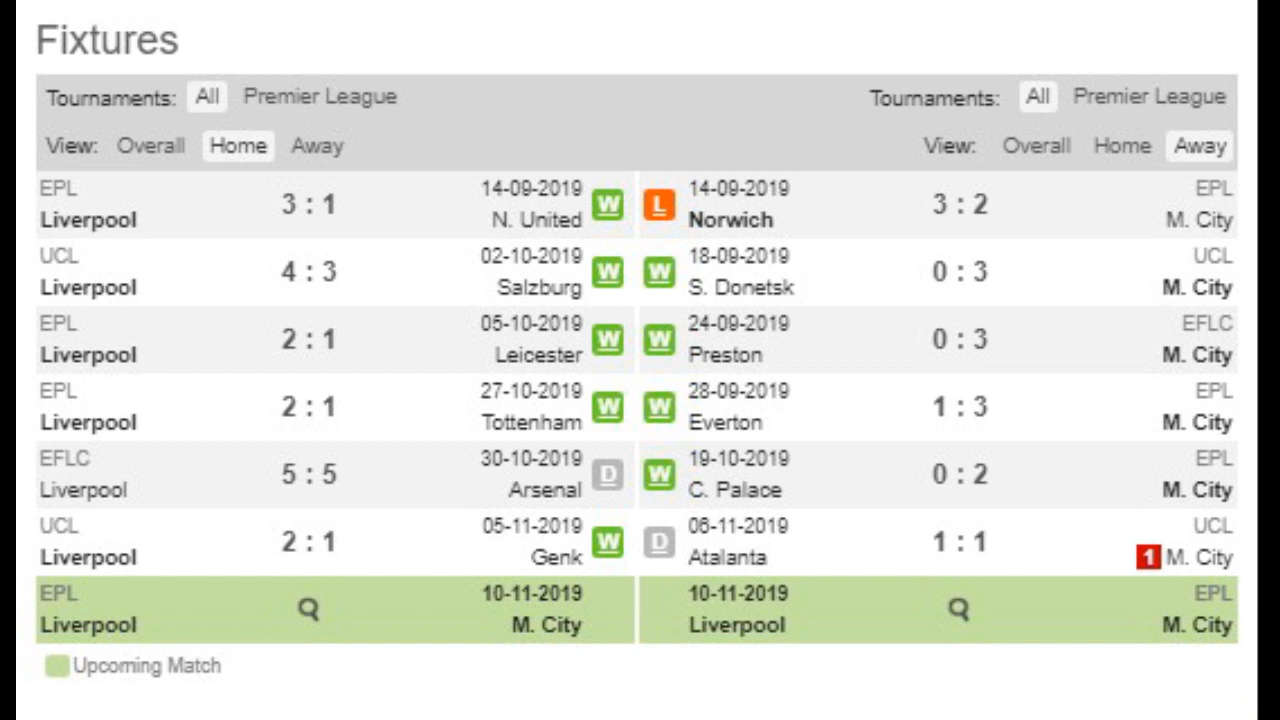 Fixtures
Tournaments: All Premier League Tournaments: All Premier League
View: Overall Home Away View: Overall Home Away
EPL 14-09-2019 14-09-2019 EPL
Liverpool 3 : 1 N. United W L Norwich 3 : 2 M. City
UCL 02-10-2019 18-09-2019 UCL
Liverpool 4 : 3 Salzburg W W S. Donetsk 0 : 3 M. City
EPL 05-10-2019 24-09-2019 EFLC
Liverpool 2 : 1 Leicester W W Preston 0 : 3 M. City
EPL 27-10-2019 28-09-2019 EPL
Liverpool 2 : 1 Tottenham W W Everton 1 : 3 M. City
EFLC 30-10-2019 19-10-2019 EPL
Liverpool 5 : 5 Arsenal D W C. Palace 0 : 2 M. City
UCL 05-11-2019 06-11-2019 UCL
Liverpool 2 : 1 Genk W D Atalanta 1 : 1 1 M. City
EPL 10-11-2019 10-11-2019 EPL
Liverpool M. City Liverpool M. City
Upcoming Match